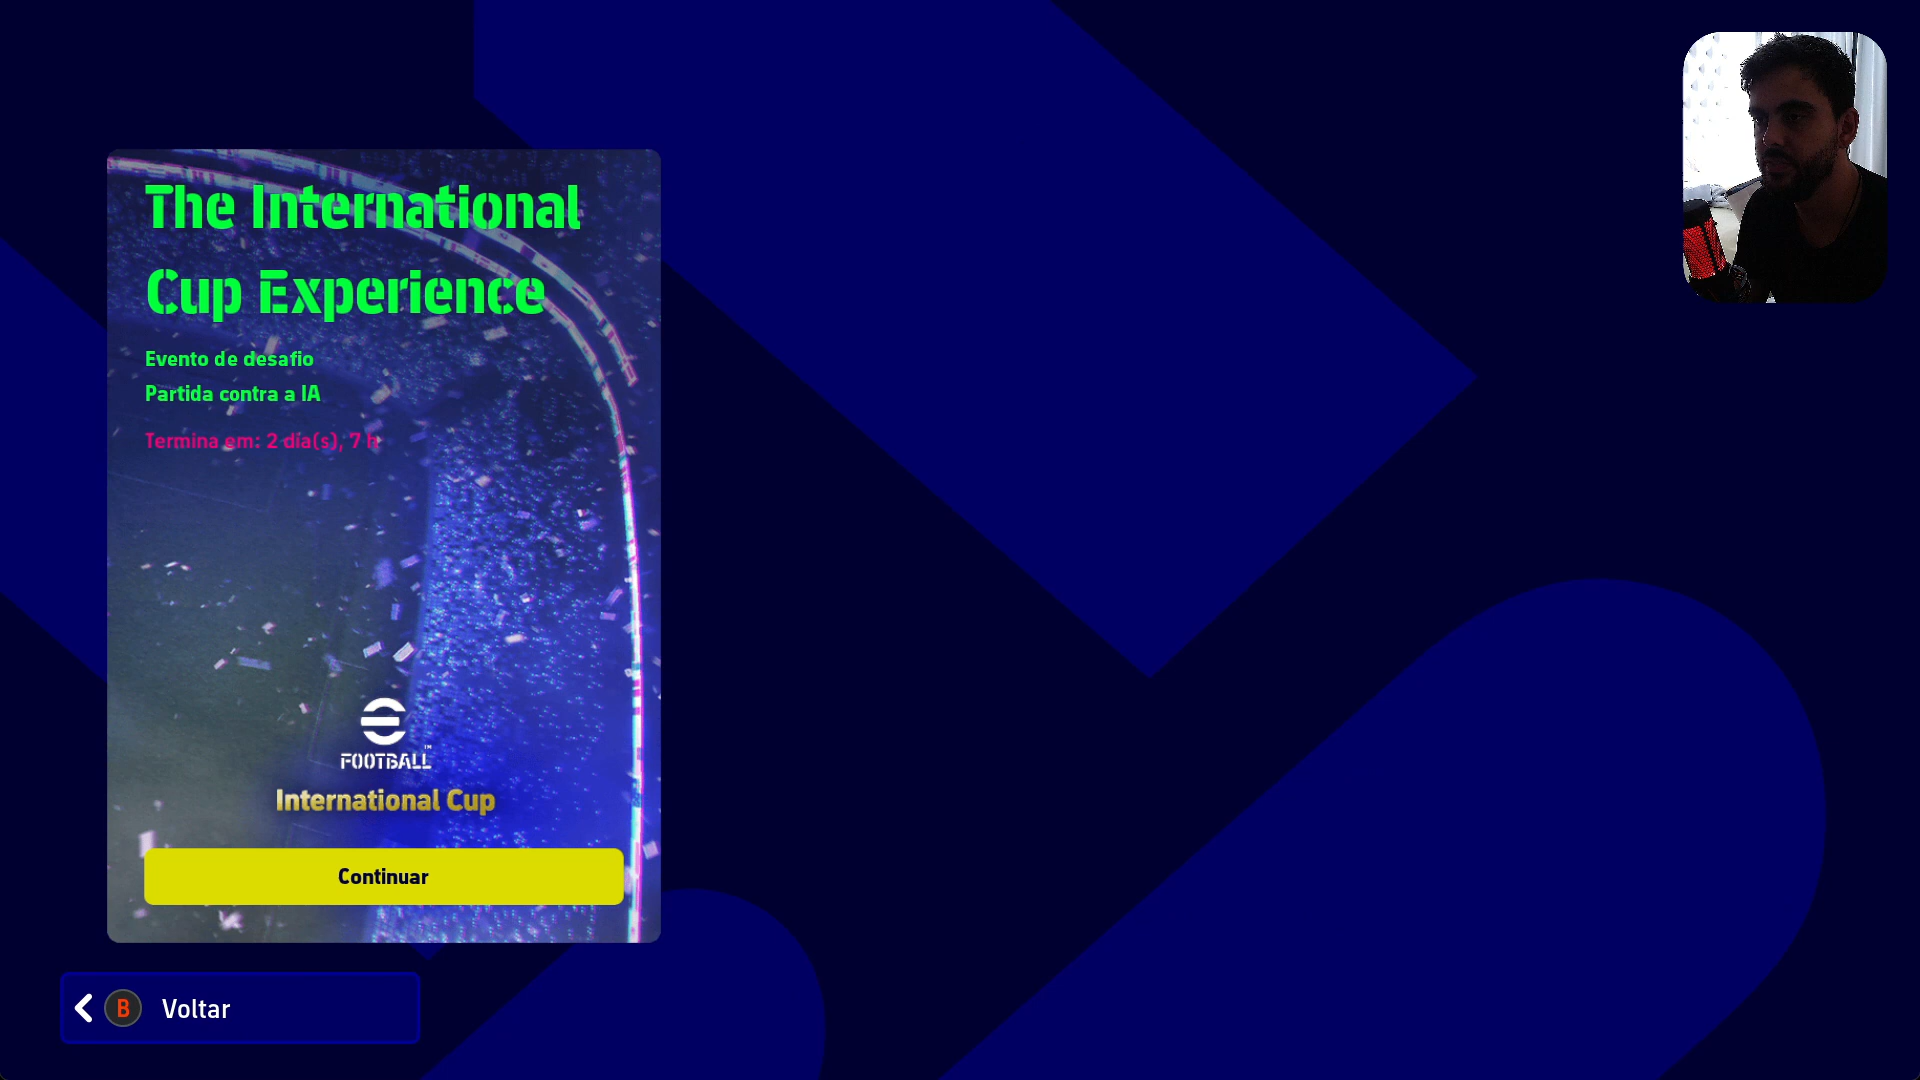 The International
Cup Experience
Evento de desafio
Partida contra a IA
Termina em: 2 dia(s), 7 h
FOOTBALL™
International Cup
Continuar
B Voltar